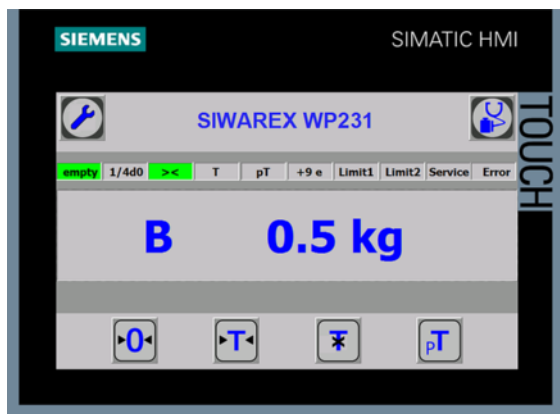 SIEMENS SIMATIC HMI
SIWAREX WP231
TOUCH
empty 1/4d0 >< T pT +9 e Limit1 Limit2 Service Error
B 0.5 kg
▸0◂ ▸T◂ T pT